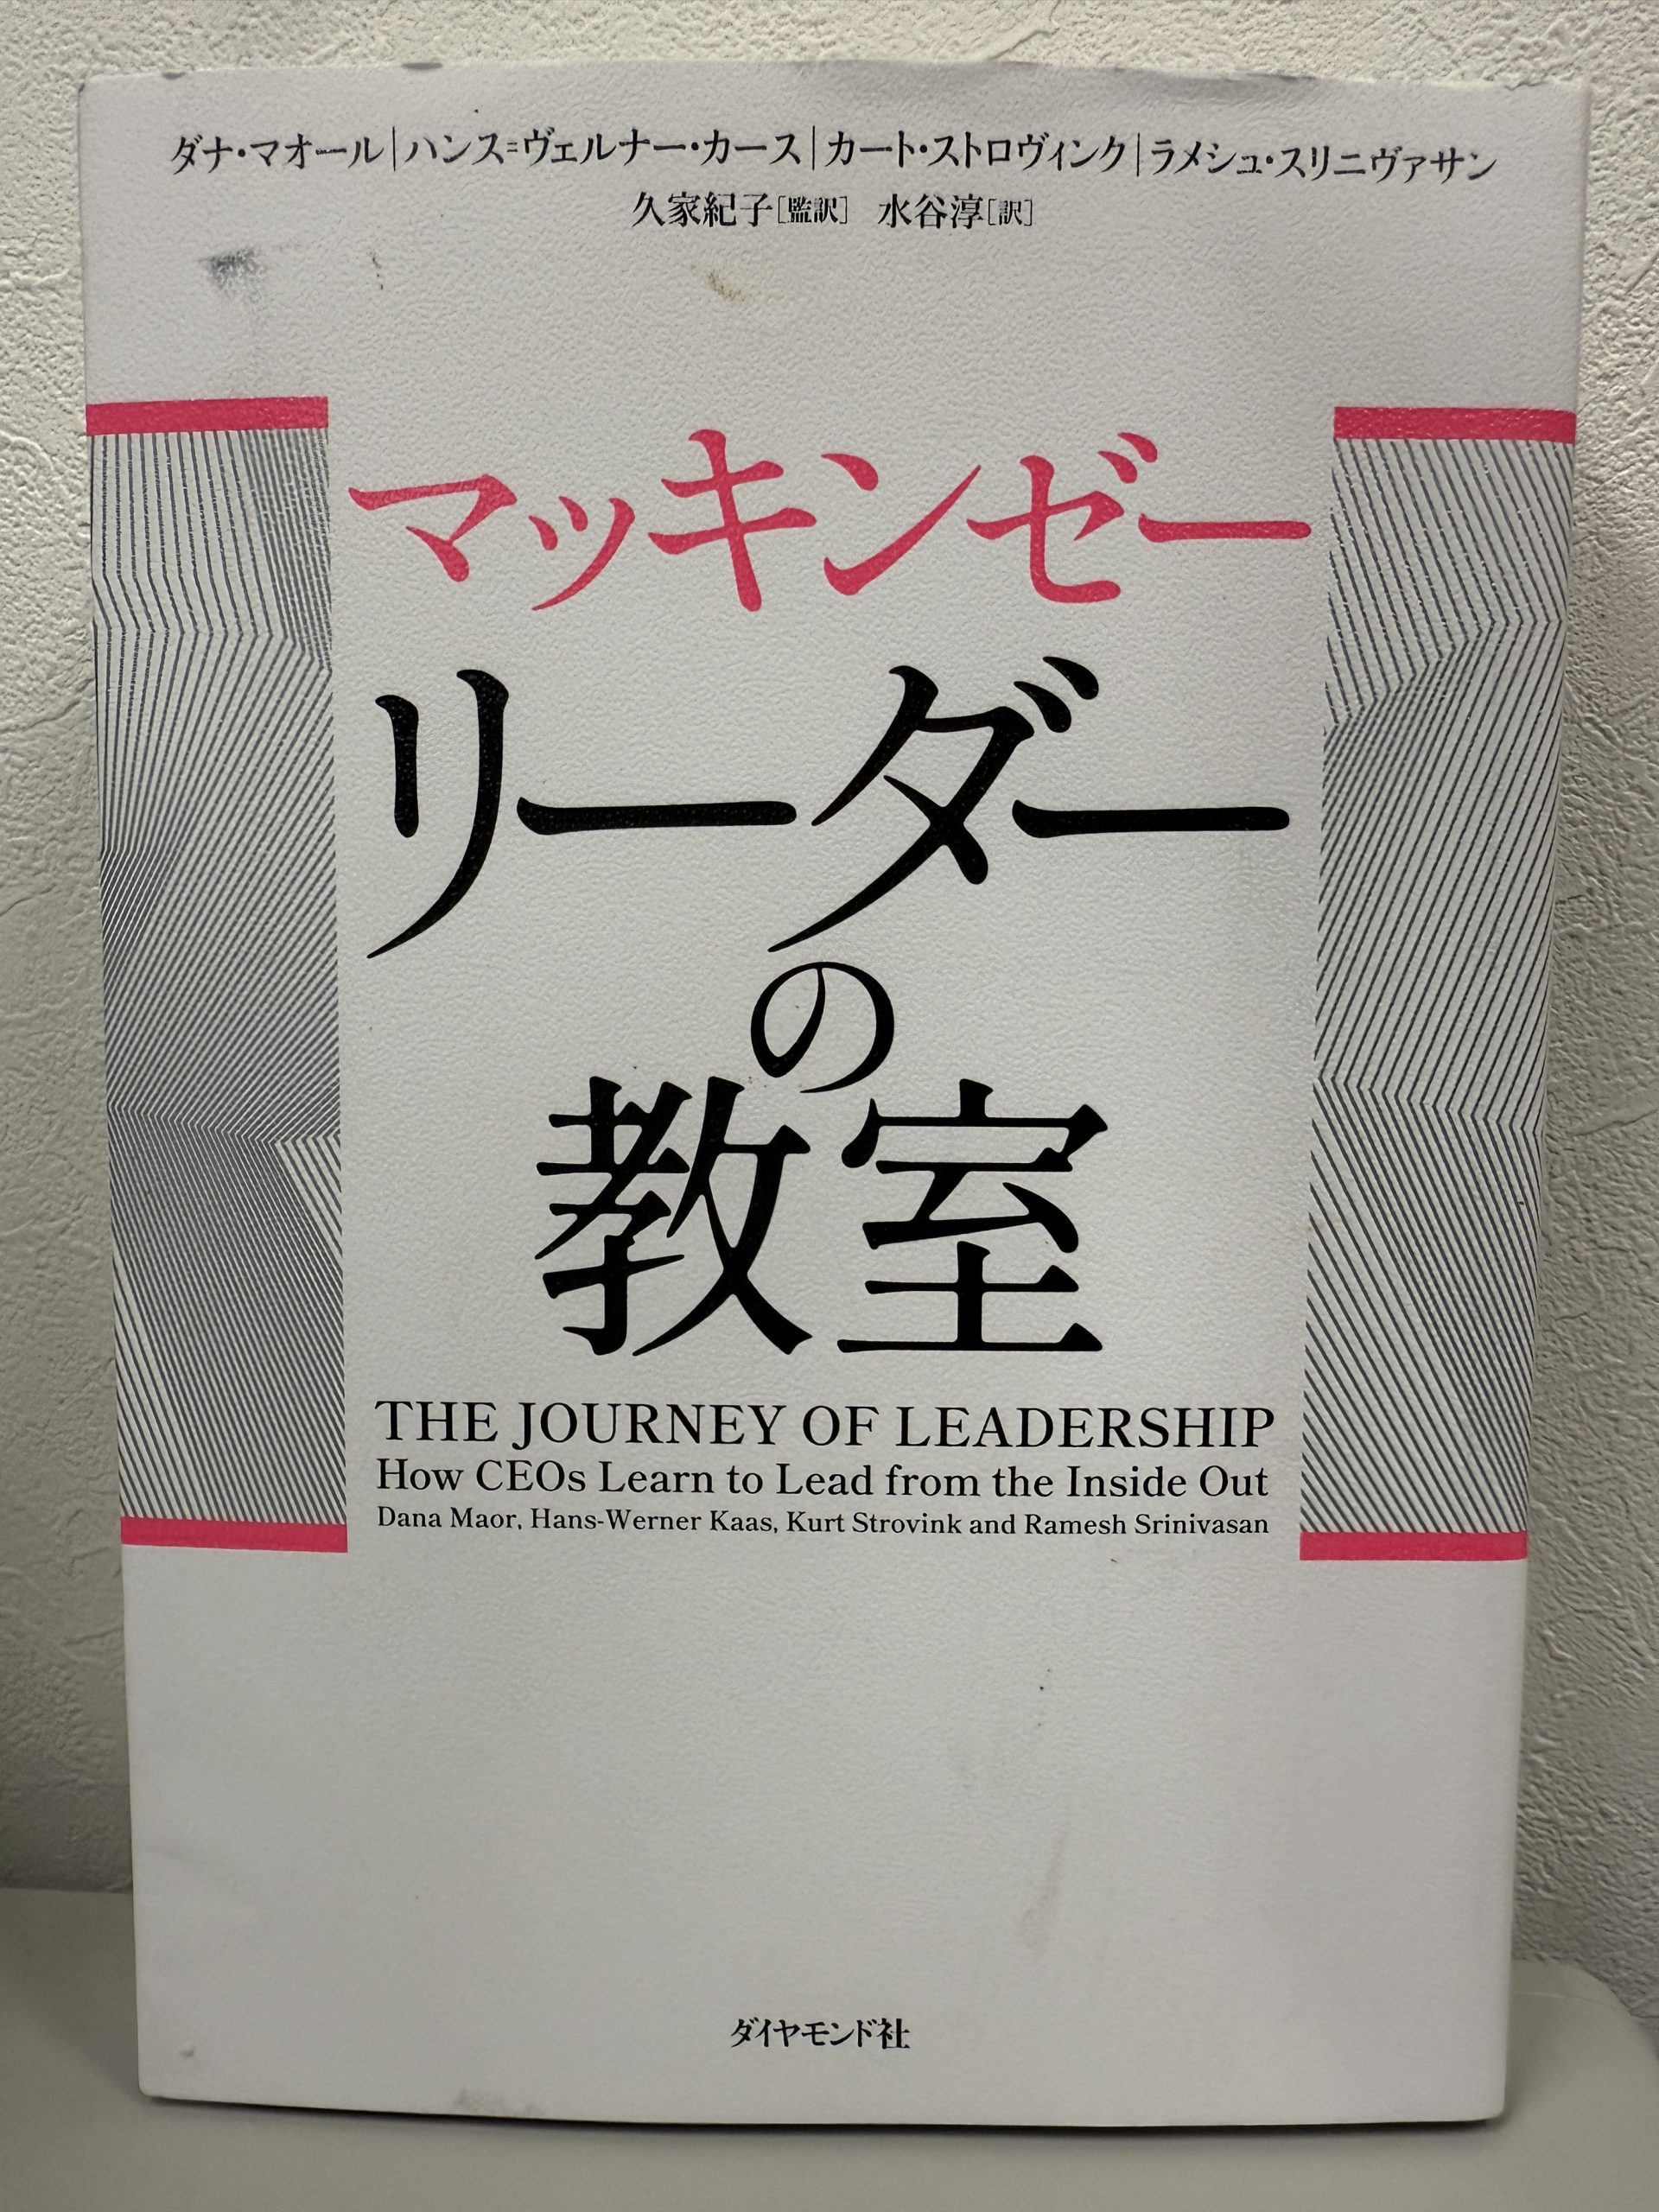 ダナ・マオール|ハンス=ヴェルナー・カース|カート・ストロヴィンク|ラメシュ・スリニヴァサン
久家紀子[監訳] 水谷淳[訳]
マッキンゼー
リーダー
の
教室
THE JOURNEY OF LEADERSHIP
How CEOs Learn to Lead from the Inside Out
Dana Maor, Hans-Werner Kaas, Kurt Strovink and Ramesh Srinivasan
ダイヤモンド社